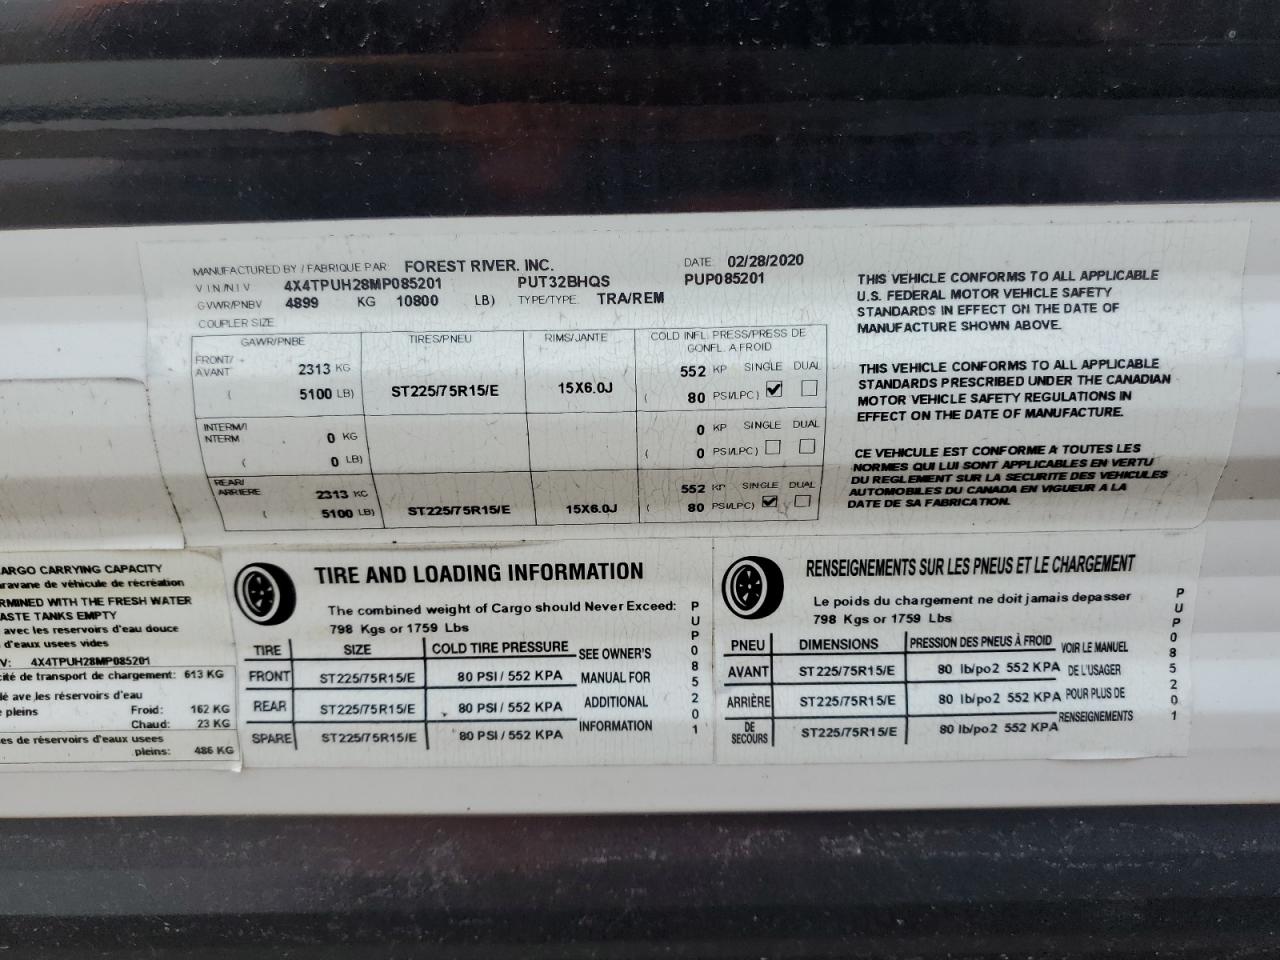 MANUFACTURED BY / FABRIQUE PAR FOREST RIVER, INC. DATE 02/28/2020
VIN/NIV 4X4TPUH28MP085201 PUT32BHQS PUP085201
GVWR/PNBV 4899 KG 10800 LB) TYPE/TYPE TRA/REM
COUPLER SIZE
GAWR/PNBE TIRES/PNEU RIMS/JANTE COLD INFL. PRESS/PRESS DE GONFL. A FROID
FRONT/ AVANT 2313 KG 552 KP SINGLE DUAL
( 5100 LB) ST225/75R15/E 15X6.0J ( 80 PSI/LPC)
INTERM/I NTERM 0 KG 0 KP SINGLE DUAL
( 0 LB) ( 0 PSI/LPC)
REAR/ ARRIERE 2313 KG 552 KP SINGLE DUAL
( 5100 LB) ST225/75R15/E 15X6.0J ( 80 PSI/LPC)
THIS VEHICLE CONFORMS TO ALL APPLICABLE
U.S. FEDERAL MOTOR VEHICLE SAFETY
STANDARDS IN EFFECT ON THE DATE OF
MANUFACTURE SHOWN ABOVE.
THIS VEHICLE CONFORMS TO ALL APPLICABLE
STANDARDS PRESCRIBED UNDER THE CANADIAN
MOTOR VEHICLE SAFETY REGULATIONS IN
EFFECT ON THE DATE OF MANUFACTURE.
CE VEHICULE EST CONFORME A TOUTES LES
NORMES QUI LUI SONT APPLICABLES EN VERTU
DU REGLEMENT SUR LA SECURITE DES VEHICULES
AUTOMOBILES DU CANADA EN VIGUEUR A LA
DATE DE SA FABRICATION.
ARGO CARRYING CAPACITY
aravane de véhicule de récréation
RMINED WITH THE FRESH WATER
ASTE TANKS EMPTY
avec les reservoirs d'eau douce
d'eaux usees vides
V: 4X4TPUH28MP085201
cité de transport de chargement: 613 KG
lé ave les réservoirs d'eau
pleins Froid: 162 KG
Chaud: 23 KG
es de réservoirs d'eaux usees
pleins: 486 KG
TIRE AND LOADING INFORMATION
The combined weight of Cargo should Never Exceed:
798 Kgs or 1759 Lbs
TIRE SIZE COLD TIRE PRESSURE
FRONT ST225/75R15/E 80 PSI / 552 KPA
REAR ST225/75R15/E 80 PSI / 552 KPA
SPARE ST225/75R15/E 80 PSI / 552 KPA
SEE OWNER'S
MANUAL FOR
ADDITIONAL
INFORMATION
PUP085201
RENSEIGNEMENTS SUR LES PNEUS ET LE CHARGEMENT
Le poids du chargement ne doit jamais depasser
798 Kgs or 1759 Lbs
PNEU DIMENSIONS PRESSION DES PNEUS À FROID
AVANT ST225/75R15/E 80 lb/po2 552 KPA
ARRIÈRE ST225/75R15/E 80 lb/po2 552 KPA
DE SECOURS ST225/75R15/E 80 lb/po2 552 KPA
VOIR LE MANUEL
DE L'USAGER
POUR PLUS DE
RENSEIGNEMENTS
PUP085201